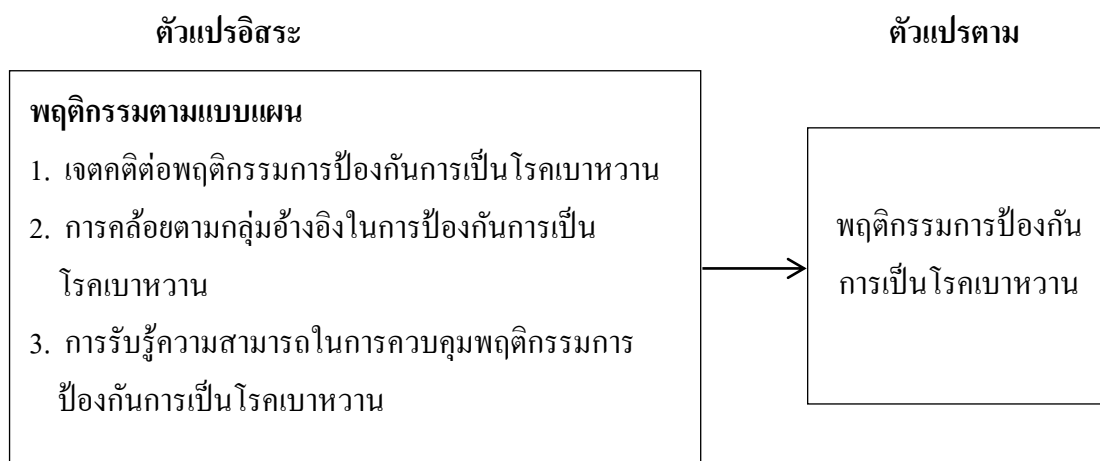 ตัวแปรอิสระ
ตัวแปรตาม
พฤติกรรมตามแบบแผน
1. เจตคติต่อพฤติกรรมการป้องกันการเป็นโรคเบาหวาน
2. การคล้อยตามกลุ่มอ้างอิงในการป้องกันการเป็น
โรคเบาหวาน
3. การรับรู้ความสามารถในการควบคุมพฤติกรรมการ
ป้องกันการเป็นโรคเบาหวาน
พฤติกรรมการป้องกัน
การเป็นโรคเบาหวาน